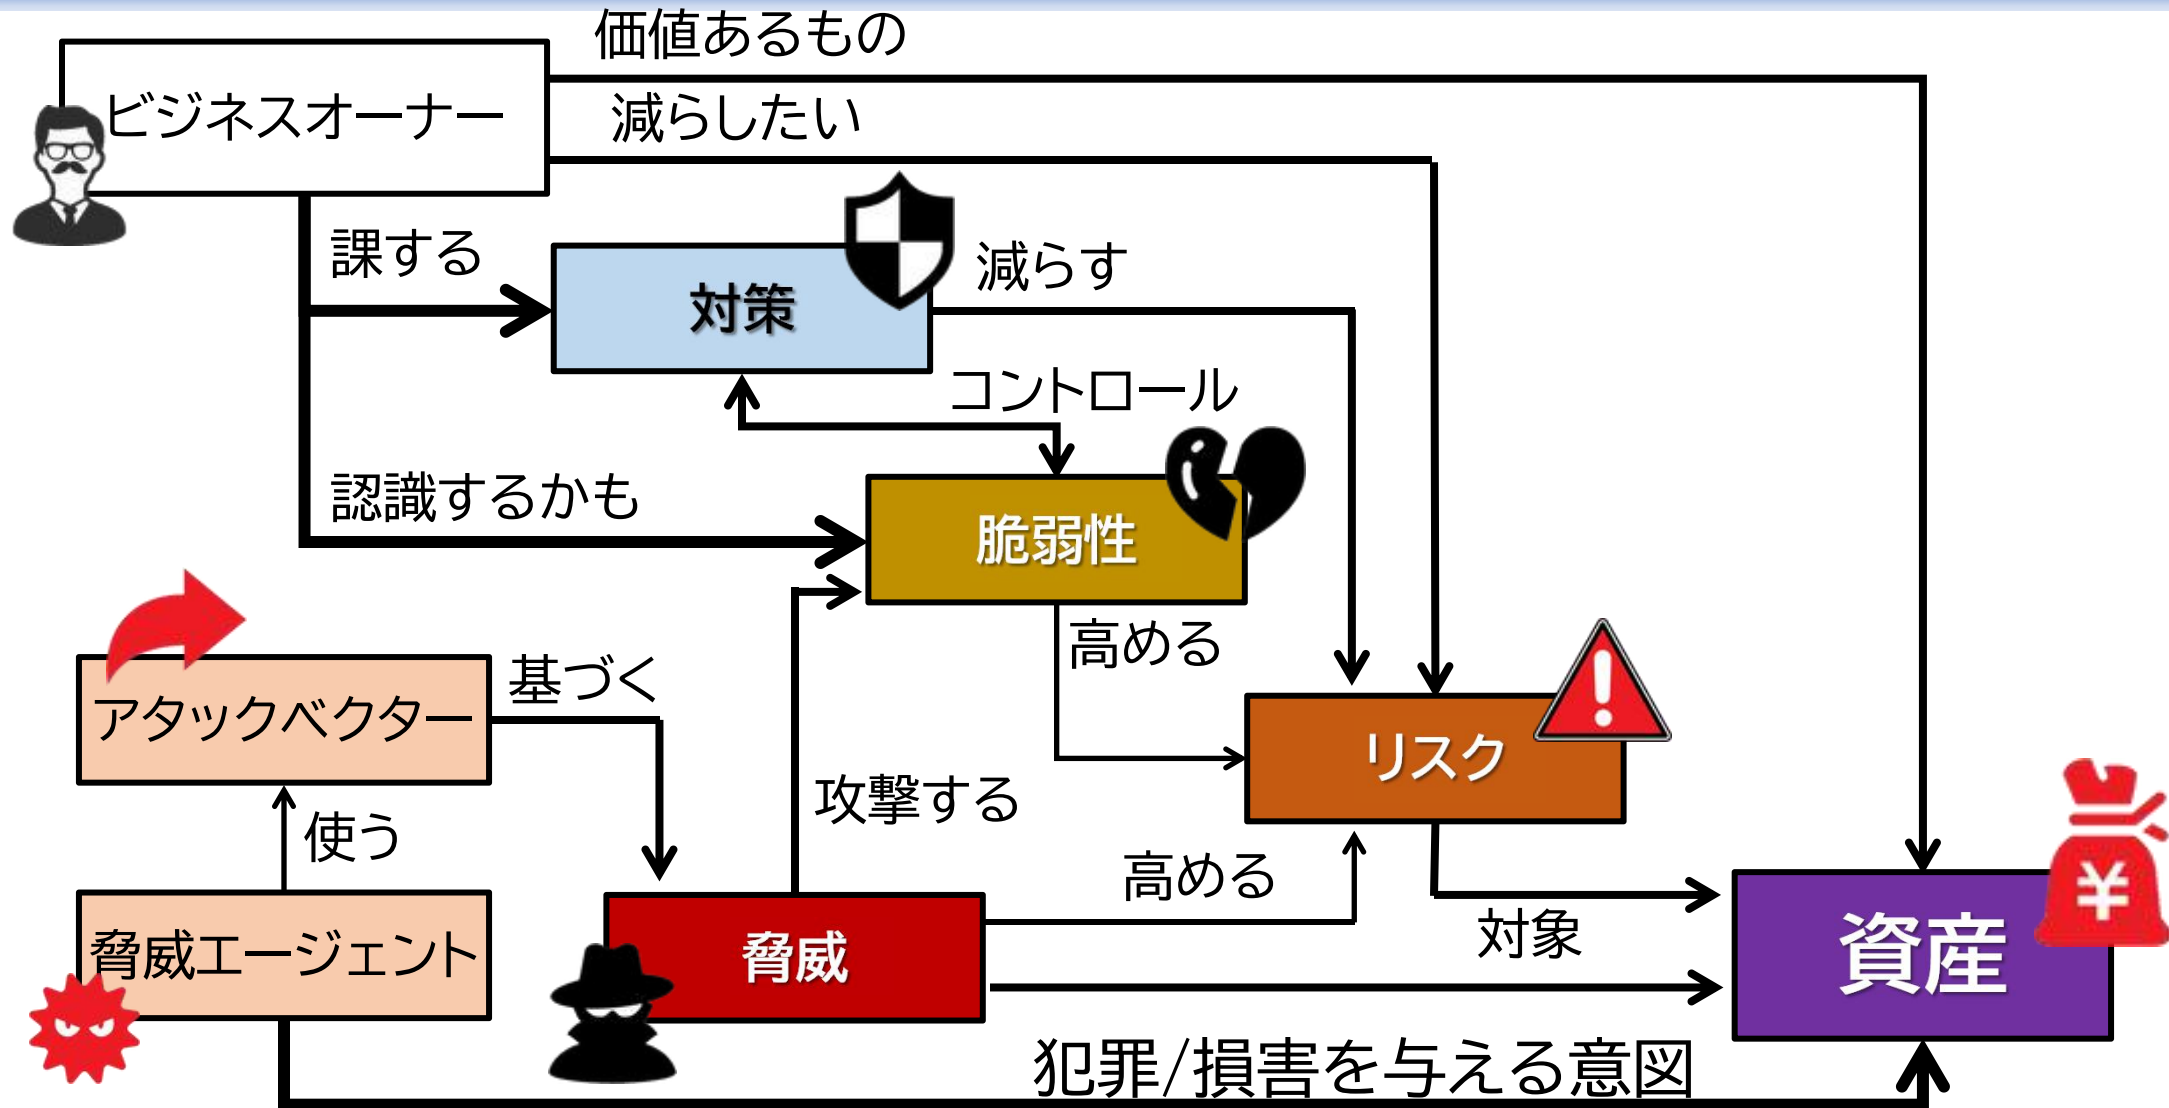 価値あるもの
ビジネスオーナー
減らしたい
課する
対策
減らす
コントロール
認識するかも
脆弱性
高める
アタックベクター
基づく
リスク
攻撃する
使う
高める
脅威エージェント
脅威
対象
資産
¥
犯罪/損害を与える意図